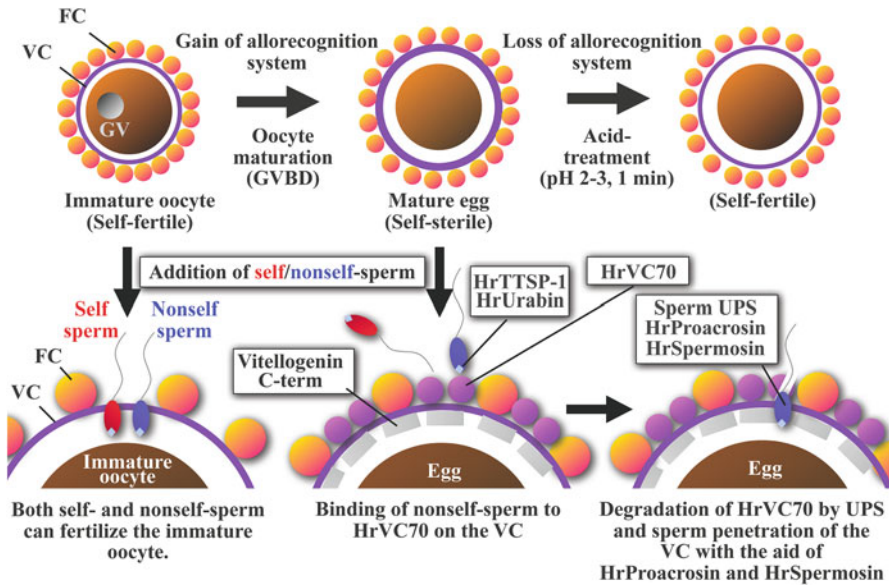 FC
VC
GV
Immature oocyte
(Self-fertile)
Gain of allorecognition
system
Oocyte
maturation
(GVBD)
Mature egg
(Self-sterile)
Loss of allorecognition
system
Acid-
treatment
(pH 2-3, 1 min)
(Self-fertile)
Addition of self/nonself-sperm
Self
sperm
Nonself
sperm
FC
VC
Immature
oocyte
Both self- and nonself-sperm
can fertilize the immature
oocyte.
HrTTSP-1
HrUrabin
HrVC70
Vitellogenin
C-term
Egg
Binding of nonself-sperm to
HrVC70 on the VC
Sperm UPS
HrProacrosin
HrSpermosin
Egg
Degradation of HrVC70 by UPS
and sperm penetration of the
VC with the aid of
HrProacrosin and HrSpermosin